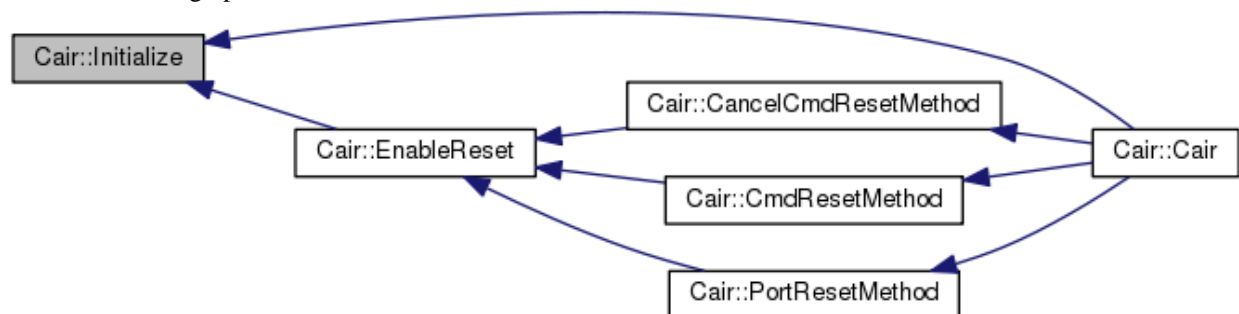 Cair::Initialize
Cair::CancelCmdResetMethod
Cair::EnableReset
Cair::Cair
Cair::CmdResetMethod
Cair::PortResetMethod